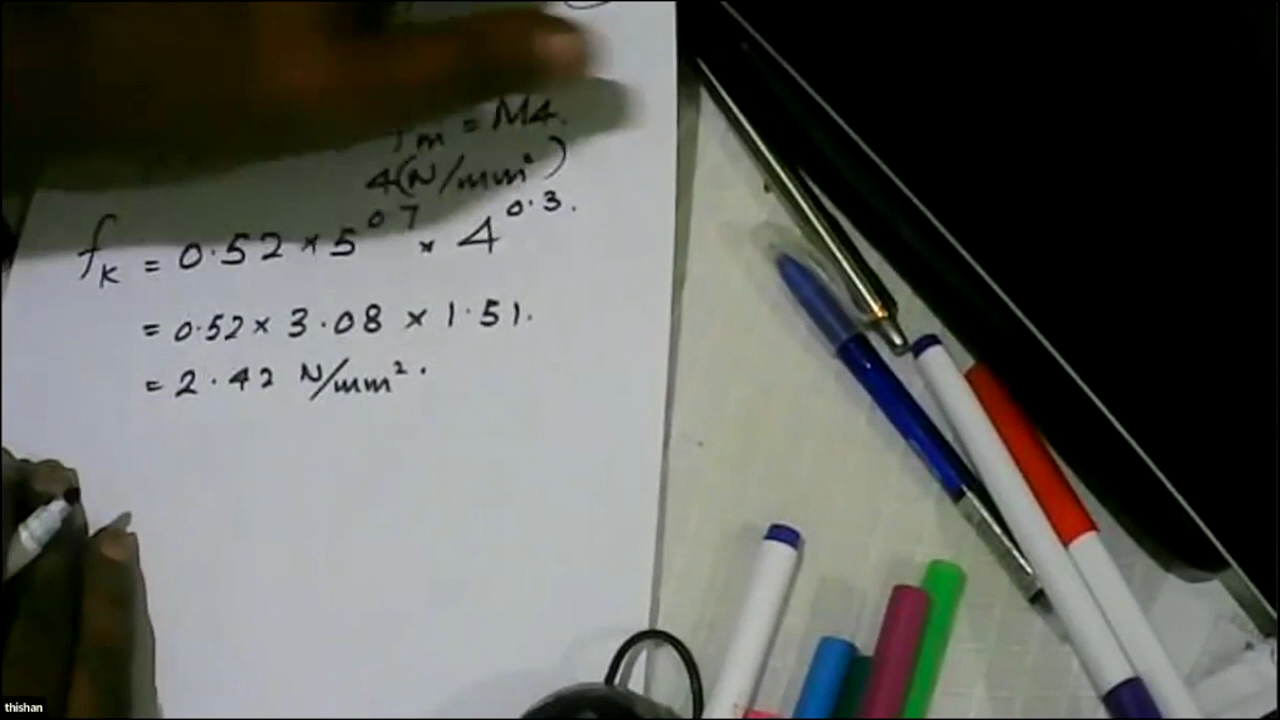 fm = M4.
4(N/mm²)
fK = 0.52 × 5^0.7 × 4^0.3.
= 0.52 × 3.08 × 1.51.
= 2.42 N/mm².
thishan